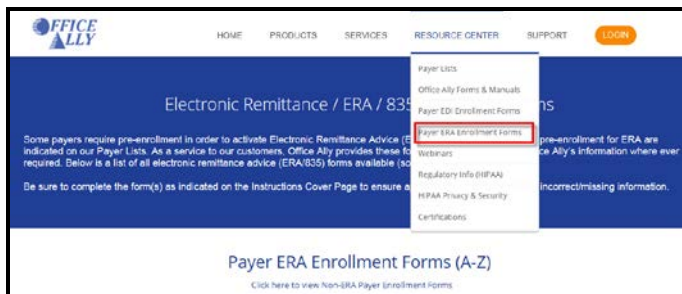 OFFICE ALLY
HOME PRODUCTS SERVICES RESOURCE CENTER SUPPORT LOGIN
Payer Lists
Office Ally Forms & Manuals
Payer EDI Enrollment Forms
Payer ERA Enrollment Forms
Webinars
Regulatory Info (HIPAA)
HIPAA Privacy & Security
Certifications
Electronic Remittance / ERA / 835 ns
Some payers require pre-enrollment in order to activate Electronic Remittance Advice (E pre-enrollment for ERA are
indicated on our Payer Lists. As a service to our customers, Office Ally provides these fo ce Ally's information where ever
required. Below is a list of all electronic remittance advice (ERA/835) forms available (so
Be sure to complete the form(s) as indicated on the Instructions Cover Page to ensure a incorrect/missing information.
Payer ERA Enrollment Forms (A-Z)
Click here to view Non-ERA Payer Enrollment Forms